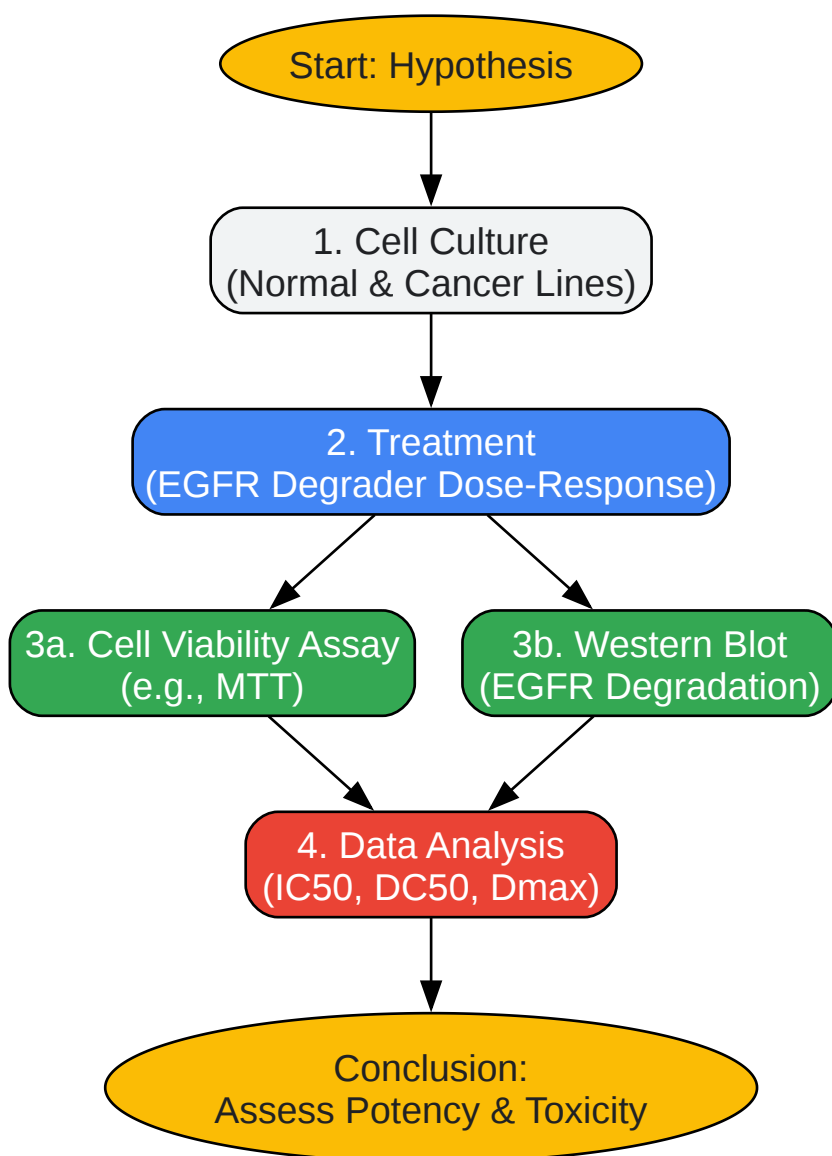 Start: Hypothesis
1. Cell Culture
(Normal & Cancer Lines)
2. Treatment
(EGFR Degrader Dose-Response)
3a. Cell Viability Assay
(e.g., MTT)
3b. Western Blot
(EGFR Degradation)
4. Data Analysis
(IC50, DC50, Dmax)
Conclusion:
Assess Potency & Toxicity